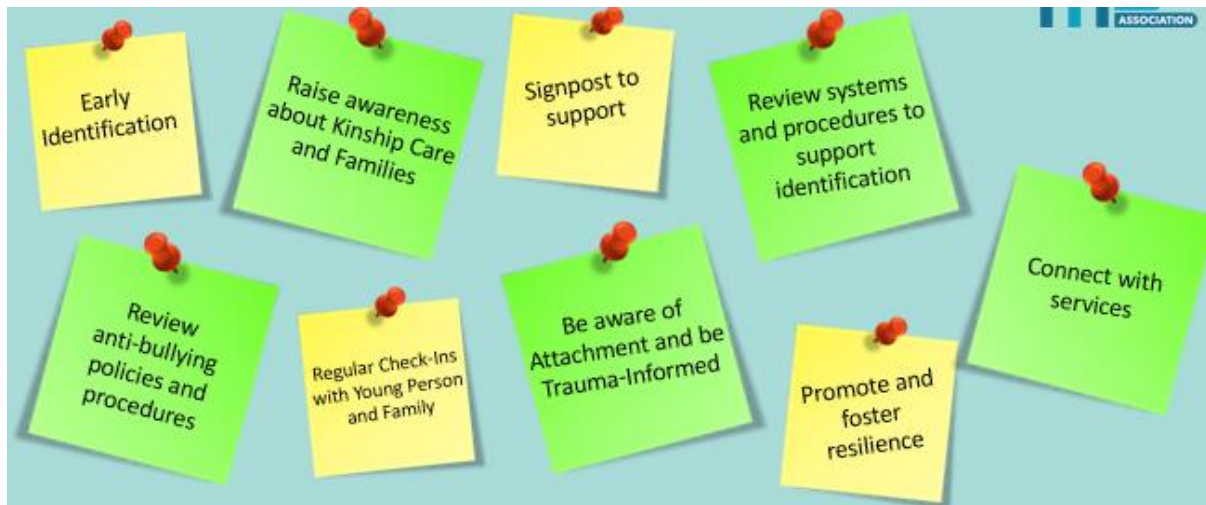 ASSOCIATION
Early
Identification
Raise awareness
about Kinship Care
and Families
Signpost to
support
Review systems
and procedures to
support
identification
Connect with
services
Review
anti-bullying
policies and
procedures
Regular Check-Ins
with Young Person
and Family
Be aware of
Attachment and be
Trauma-Informed
Promote and
foster
resilience